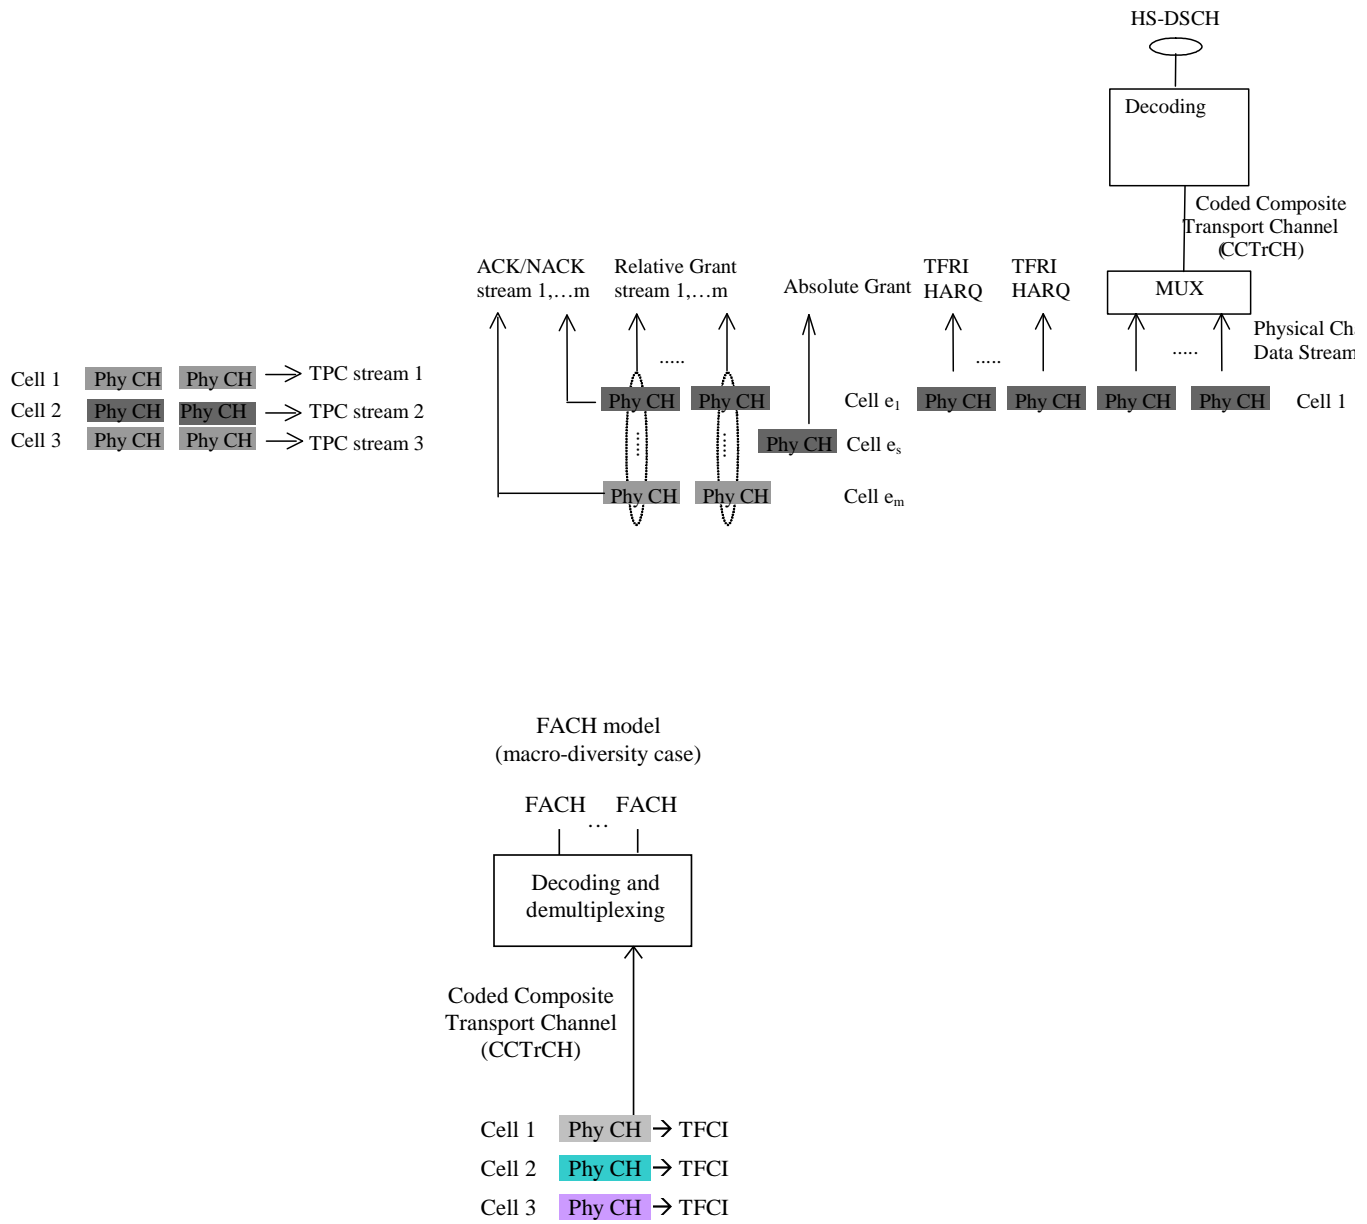 HS-DSCH
Decoding
Coded Composite
Transport Channel
(CCTrCH)
MUX
Physical Cha
Data Stream
ACK/NACK
stream 1,…m
Relative Grant
stream 1,…m
Absolute Grant
TFRI
HARQ
TFRI
HARQ
..... ..... .....
Cell 1 Phy CH Phy CH TPC stream 1
Cell 2 Phy CH Phy CH TPC stream 2
Cell 3 Phy CH Phy CH TPC stream 3
Phy CH Phy CH Cell e1 Phy CH Phy CH Phy CH Phy CH Cell 1
Phy CH Cell es
Phy CH Phy CH Cell em
FACH model
(macro-diversity case)
FACH … FACH
Decoding and
demultiplexing
Coded Composite
Transport Channel
(CCTrCH)
Cell 1 Phy CH → TFCI
Cell 2 Phy CH → TFCI
Cell 3 Phy CH → TFCI